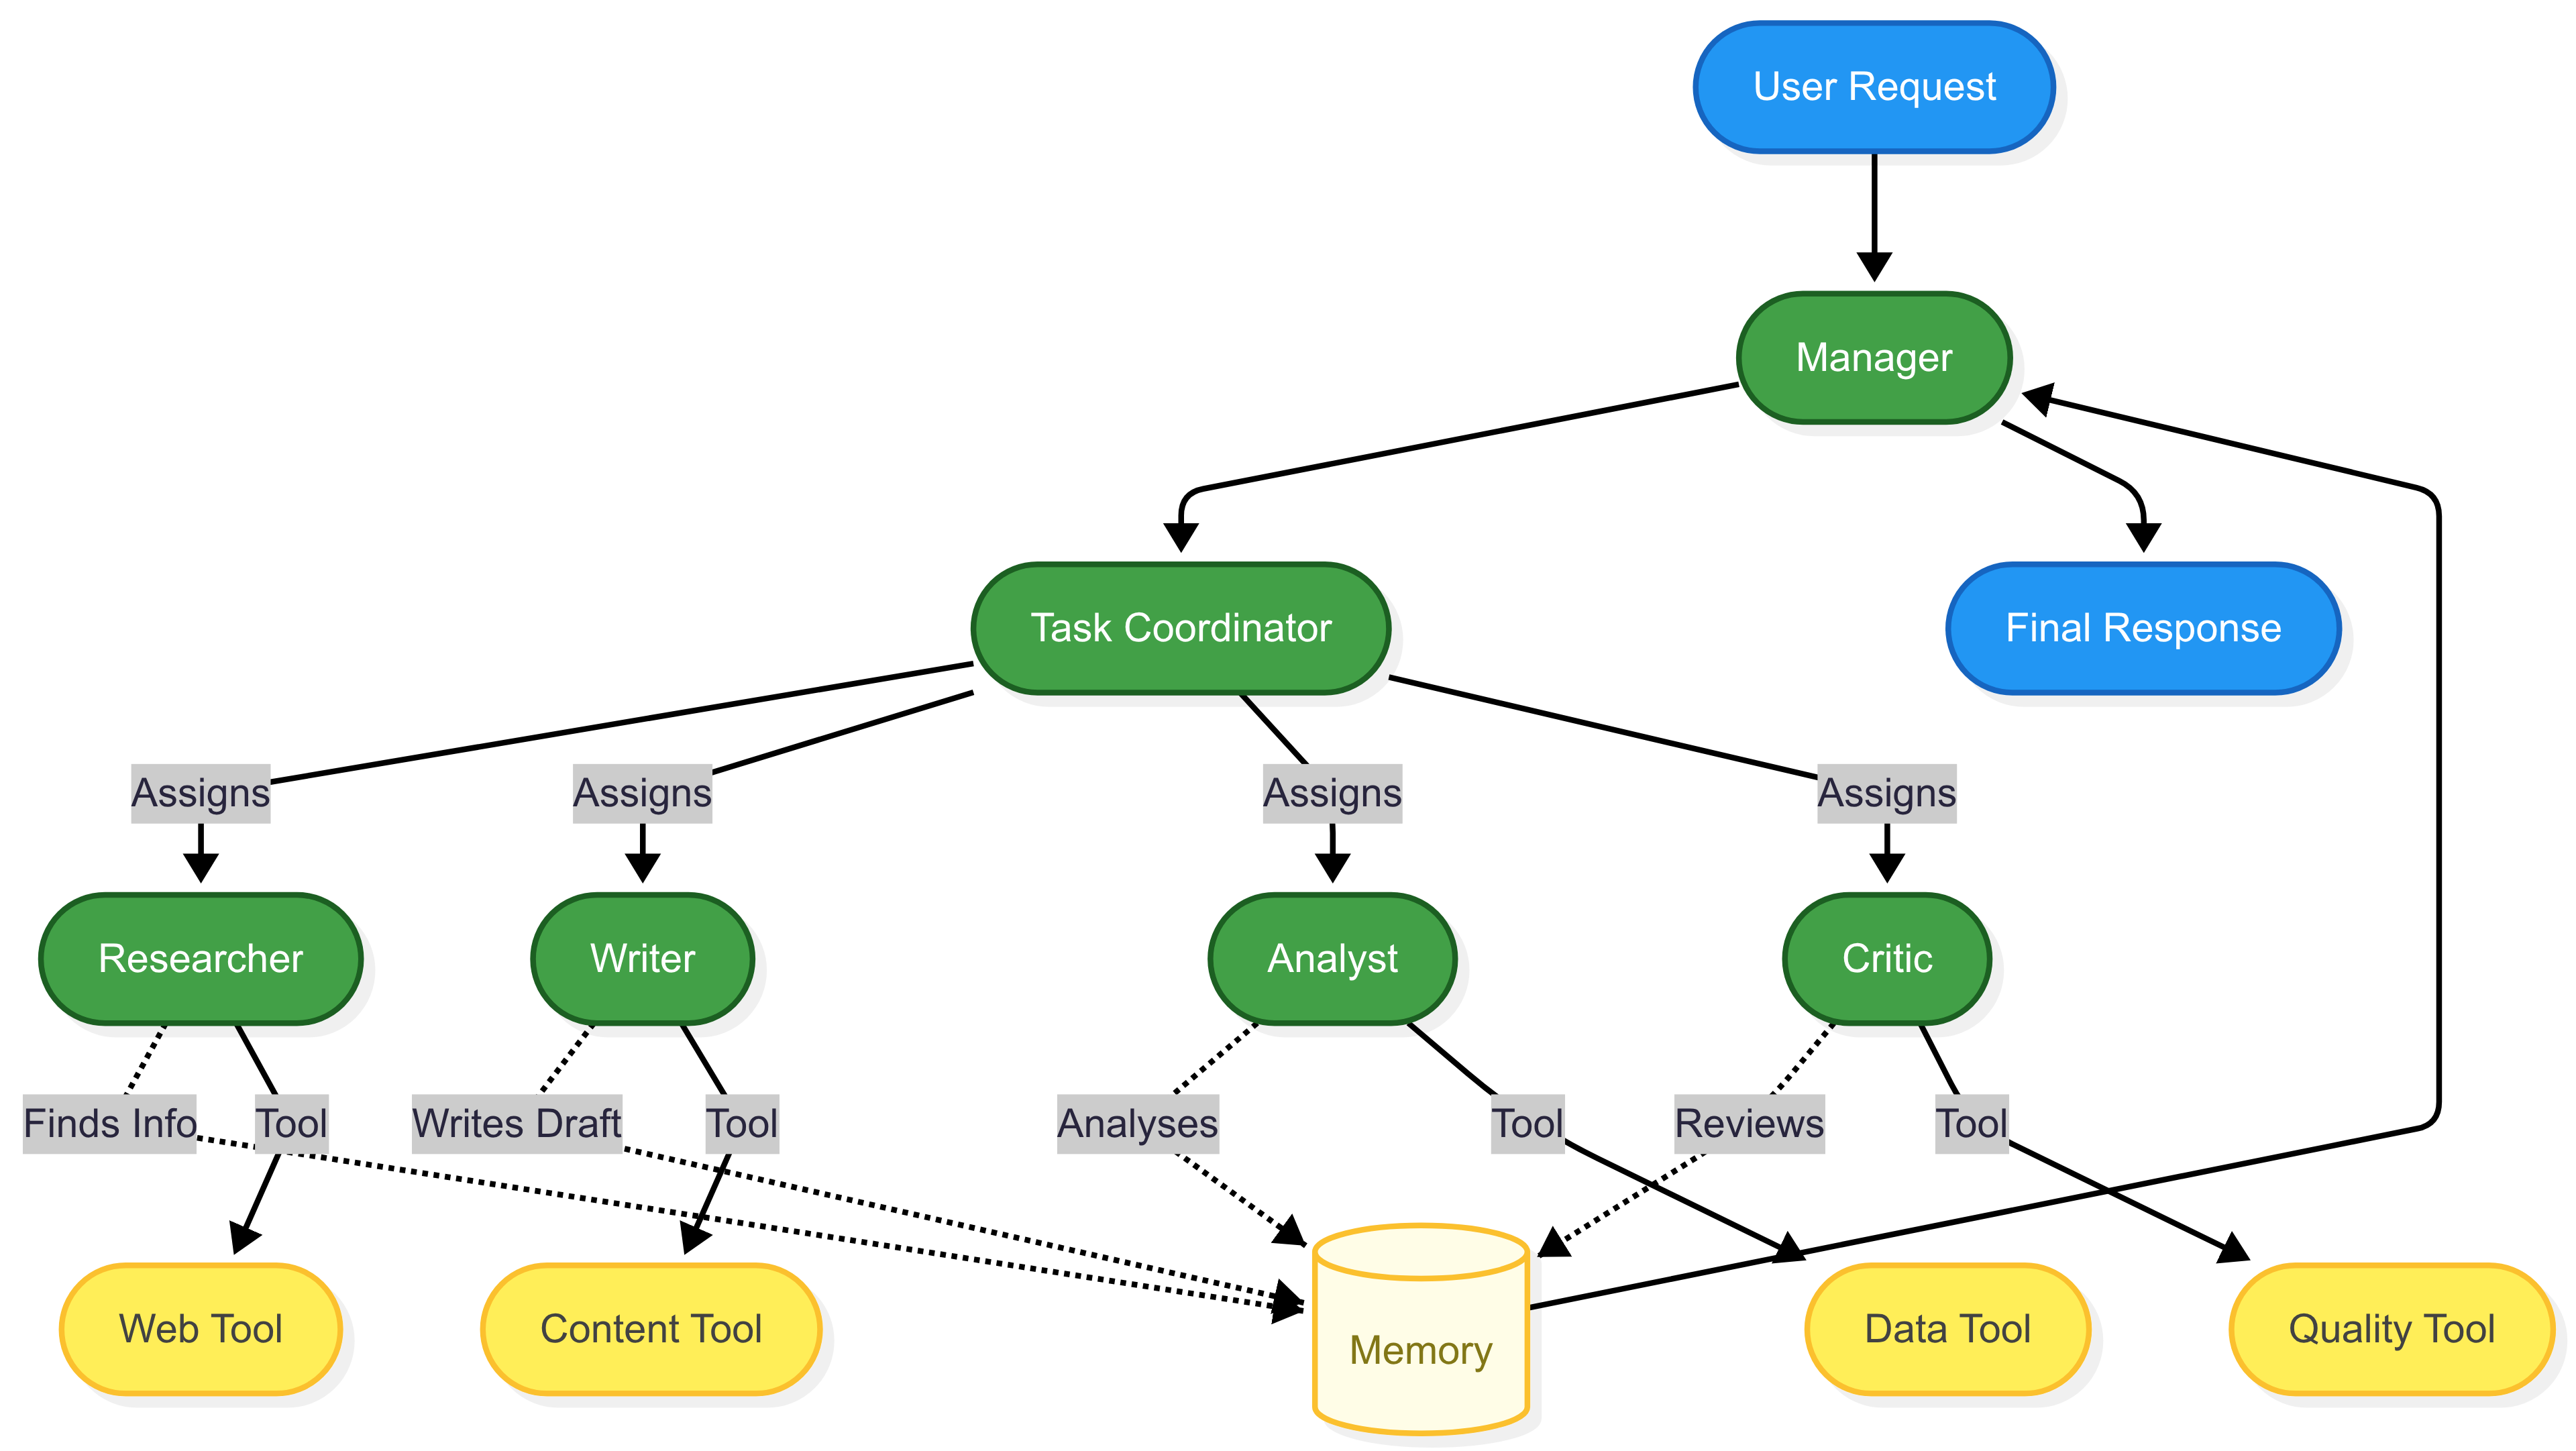 User Request
Manager
Task Coordinator
Final Response
Assigns
Assigns
Assigns
Assigns
Researcher
Writer
Analyst
Critic
Finds Info
Tool
Writes Draft
Tool
Analyses
Tool
Reviews
Tool
Web Tool
Content Tool
Memory
Data Tool
Quality Tool